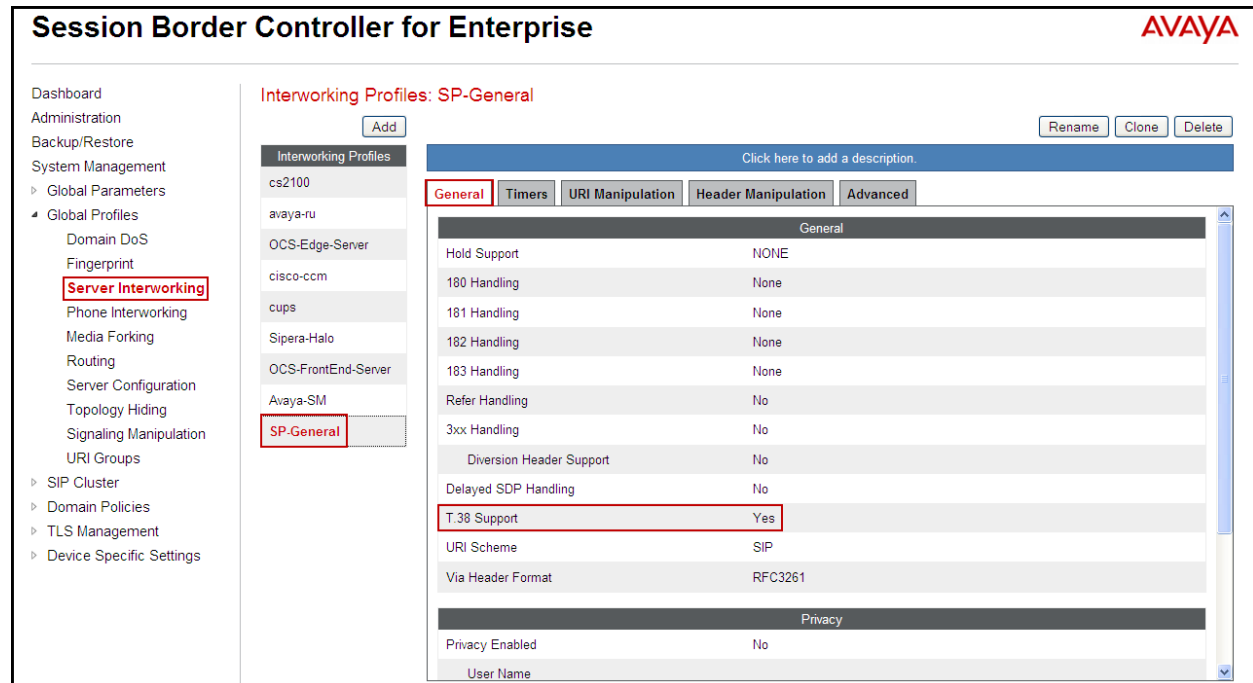 Session Border Controller for Enterprise
AVAYA
Dashboard
Administration
Backup/Restore
System Management
Global Parameters
Global Profiles
Domain DoS
Fingerprint
Server Interworking
Phone Interworking
Media Forking
Routing
Server Configuration
Topology Hiding
Signaling Manipulation
URI Groups
SIP Cluster
Domain Policies
TLS Management
Device Specific Settings
Interworking Profiles: SP-General
Add
Rename Clone Delete
Interworking Profiles
cs2100
avaya-ru
OCS-Edge-Server
cisco-ccm
cups
Sipera-Halo
OCS-FrontEnd-Server
Avaya-SM
SP-General
Click here to add a description.
General Timers URI Manipulation Header Manipulation Advanced
General
Hold Support NONE
180 Handling None
181 Handling None
182 Handling None
183 Handling None
Refer Handling No
3xx Handling No
Diversion Header Support No
Delayed SDP Handling No
T.38 Support Yes
URI Scheme SIP
Via Header Format RFC3261
Privacy
Privacy Enabled No
User Name